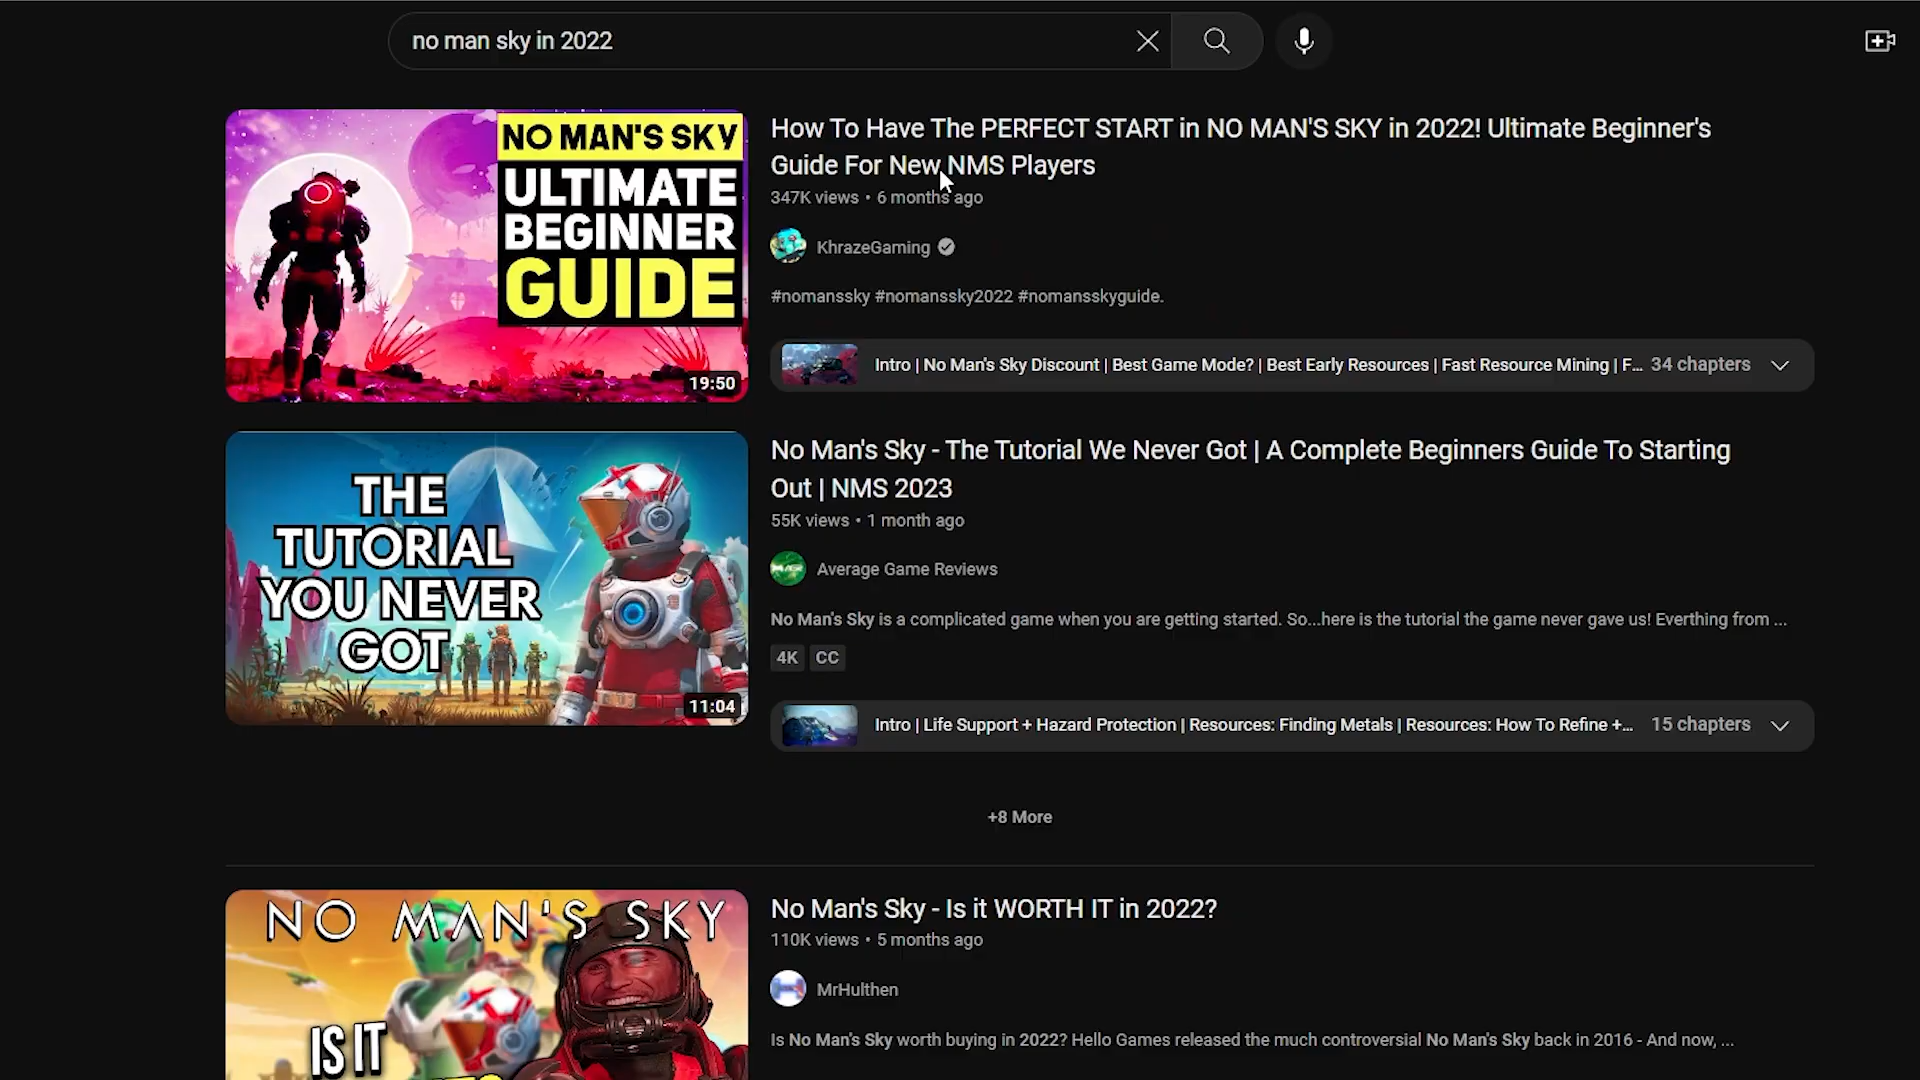 no man sky in 2022
NO MAN'S SKY
ULTIMATE
BEGINNER
GUIDE
19:50
How To Have The PERFECT START in NO MAN'S SKY in 2022! Ultimate Beginner's
Guide For New NMS Players
347K views • 6 months ago
KhrazeGaming
#nomanssky #nomanssky2022 #nomansskyguide.
Intro | No Man's Sky Discount | Best Game Mode? | Best Early Resources | Fast Resource Mining | F... 34 chapters
THE
TUTORIAL
YOU NEVER
GOT
11:04
No Man's Sky - The Tutorial We Never Got | A Complete Beginners Guide To Starting
Out | NMS 2023
55K views • 1 month ago
Average Game Reviews
No Man's Sky is a complicated game when you are getting started. So...here is the tutorial the game never gave us! Everthing from ...
4K CC
Intro | Life Support + Hazard Protection | Resources: Finding Metals | Resources: How To Refine +... 15 chapters
+8 More
NO MAN'S SKY
IS IT
No Man's Sky - Is it WORTH IT in 2022?
110K views • 5 months ago
MrHulthen
Is No Man's Sky worth buying in 2022? Hello Games released the much controversial No Man's Sky back in 2016 - And now, ...